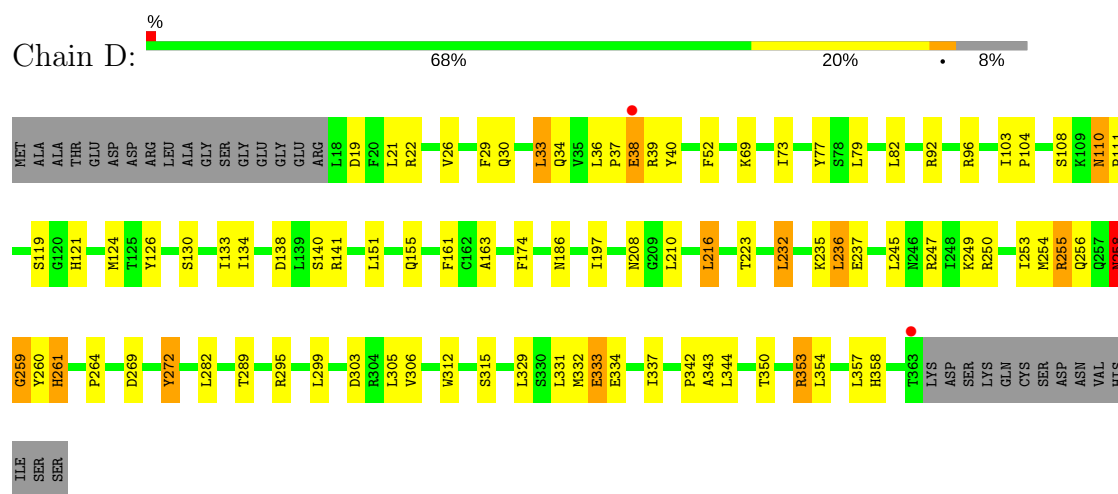 %
Chain D:
68% 20% • 8%
MET ALA ALA THR GLU ASP ASP ARG LEU ALA GLY SER GLY GLU GLY GLU ARG L18 D19 F20 L21 R22 V26 F29 Q30 L33 Q34 V35 L36 P37 E38 R39 Y40 F52 K69 I73 Y77 S78 L79 L82 R92 R96 I103 P104 S108 K109 N110
S119 G120 H121 M124 T125 Y126 S130 I133 I134 D138 L139 S140 R141 L151 Q155 F161 C162 A163 F174 N186 I197 N208 G209 L210 L216 T223 L232 K235 L236 E237 L245 N246 R247 I248 K249 R250 I253 M254 R255 Q256 Q257 N258
G259 Y260 H261 P264 D269 Y272 L282 T289 R295 L299 D303 R304 L305 V306 W312 S315 L329 S330 L331 M332 E333 E334 I337 P342 A343 L344 T350 R353 L354 L357 H358 T363 LYS ASP SER LYS GLN CYS SER ASP ASN VAL HIS
ILE SER SER